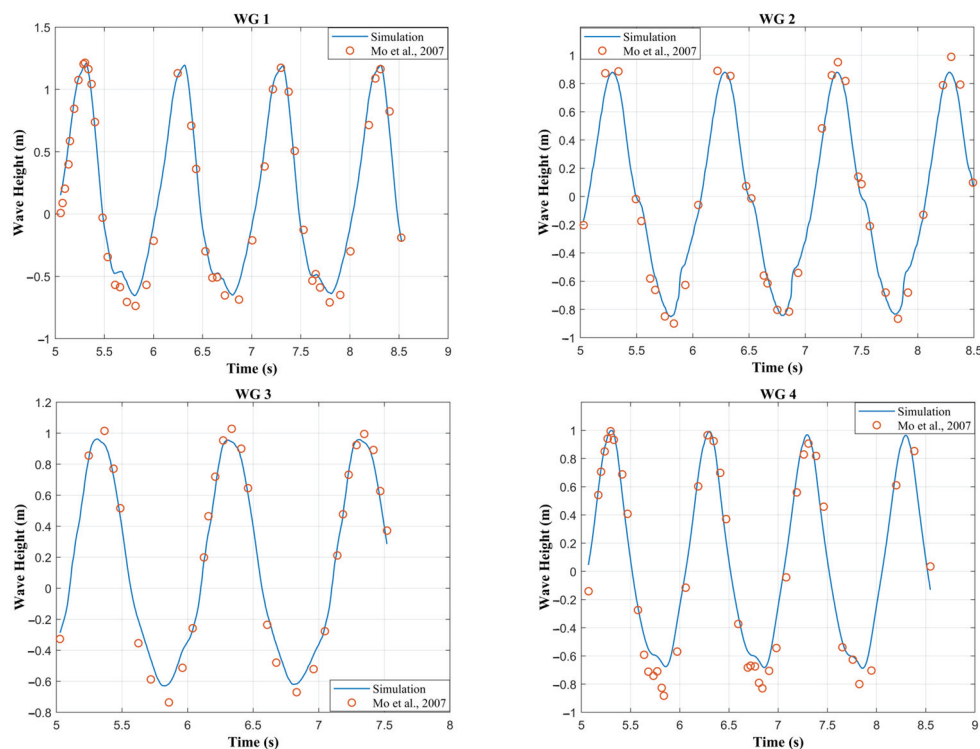 WG 1
Simulation
Mo et al., 2007
1.5
1
0.5
0
−0.5
−1
Wave Height (m)
5 5.5 6 6.5 7 7.5 8 8.5 9
Time (s)
WG 2
Simulation
Mo et al., 2007
1
0.8
0.6
0.4
0.2
0
−0.2
−0.4
−0.6
−0.8
−1
Wave Height (m)
5 5.5 6 6.5 7 7.5 8 8.5
Time (s)
WG 3
1.2
1
0.8
0.6
0.4
0.2
0
−0.2
−0.4
−0.6
−0.8
Wave Height (m)
Simulation
Mo et al., 2007
5 5.5 6 6.5 7 7.5 8
Time (s)
WG 4
Simulation
Mo et al., 2007
1
0.8
0.6
0.4
0.2
0
−0.2
−0.4
−0.6
−0.8
−1
Wave Height (m)
5 5.5 6 6.5 7 7.5 8 8.5 9
Time (s)